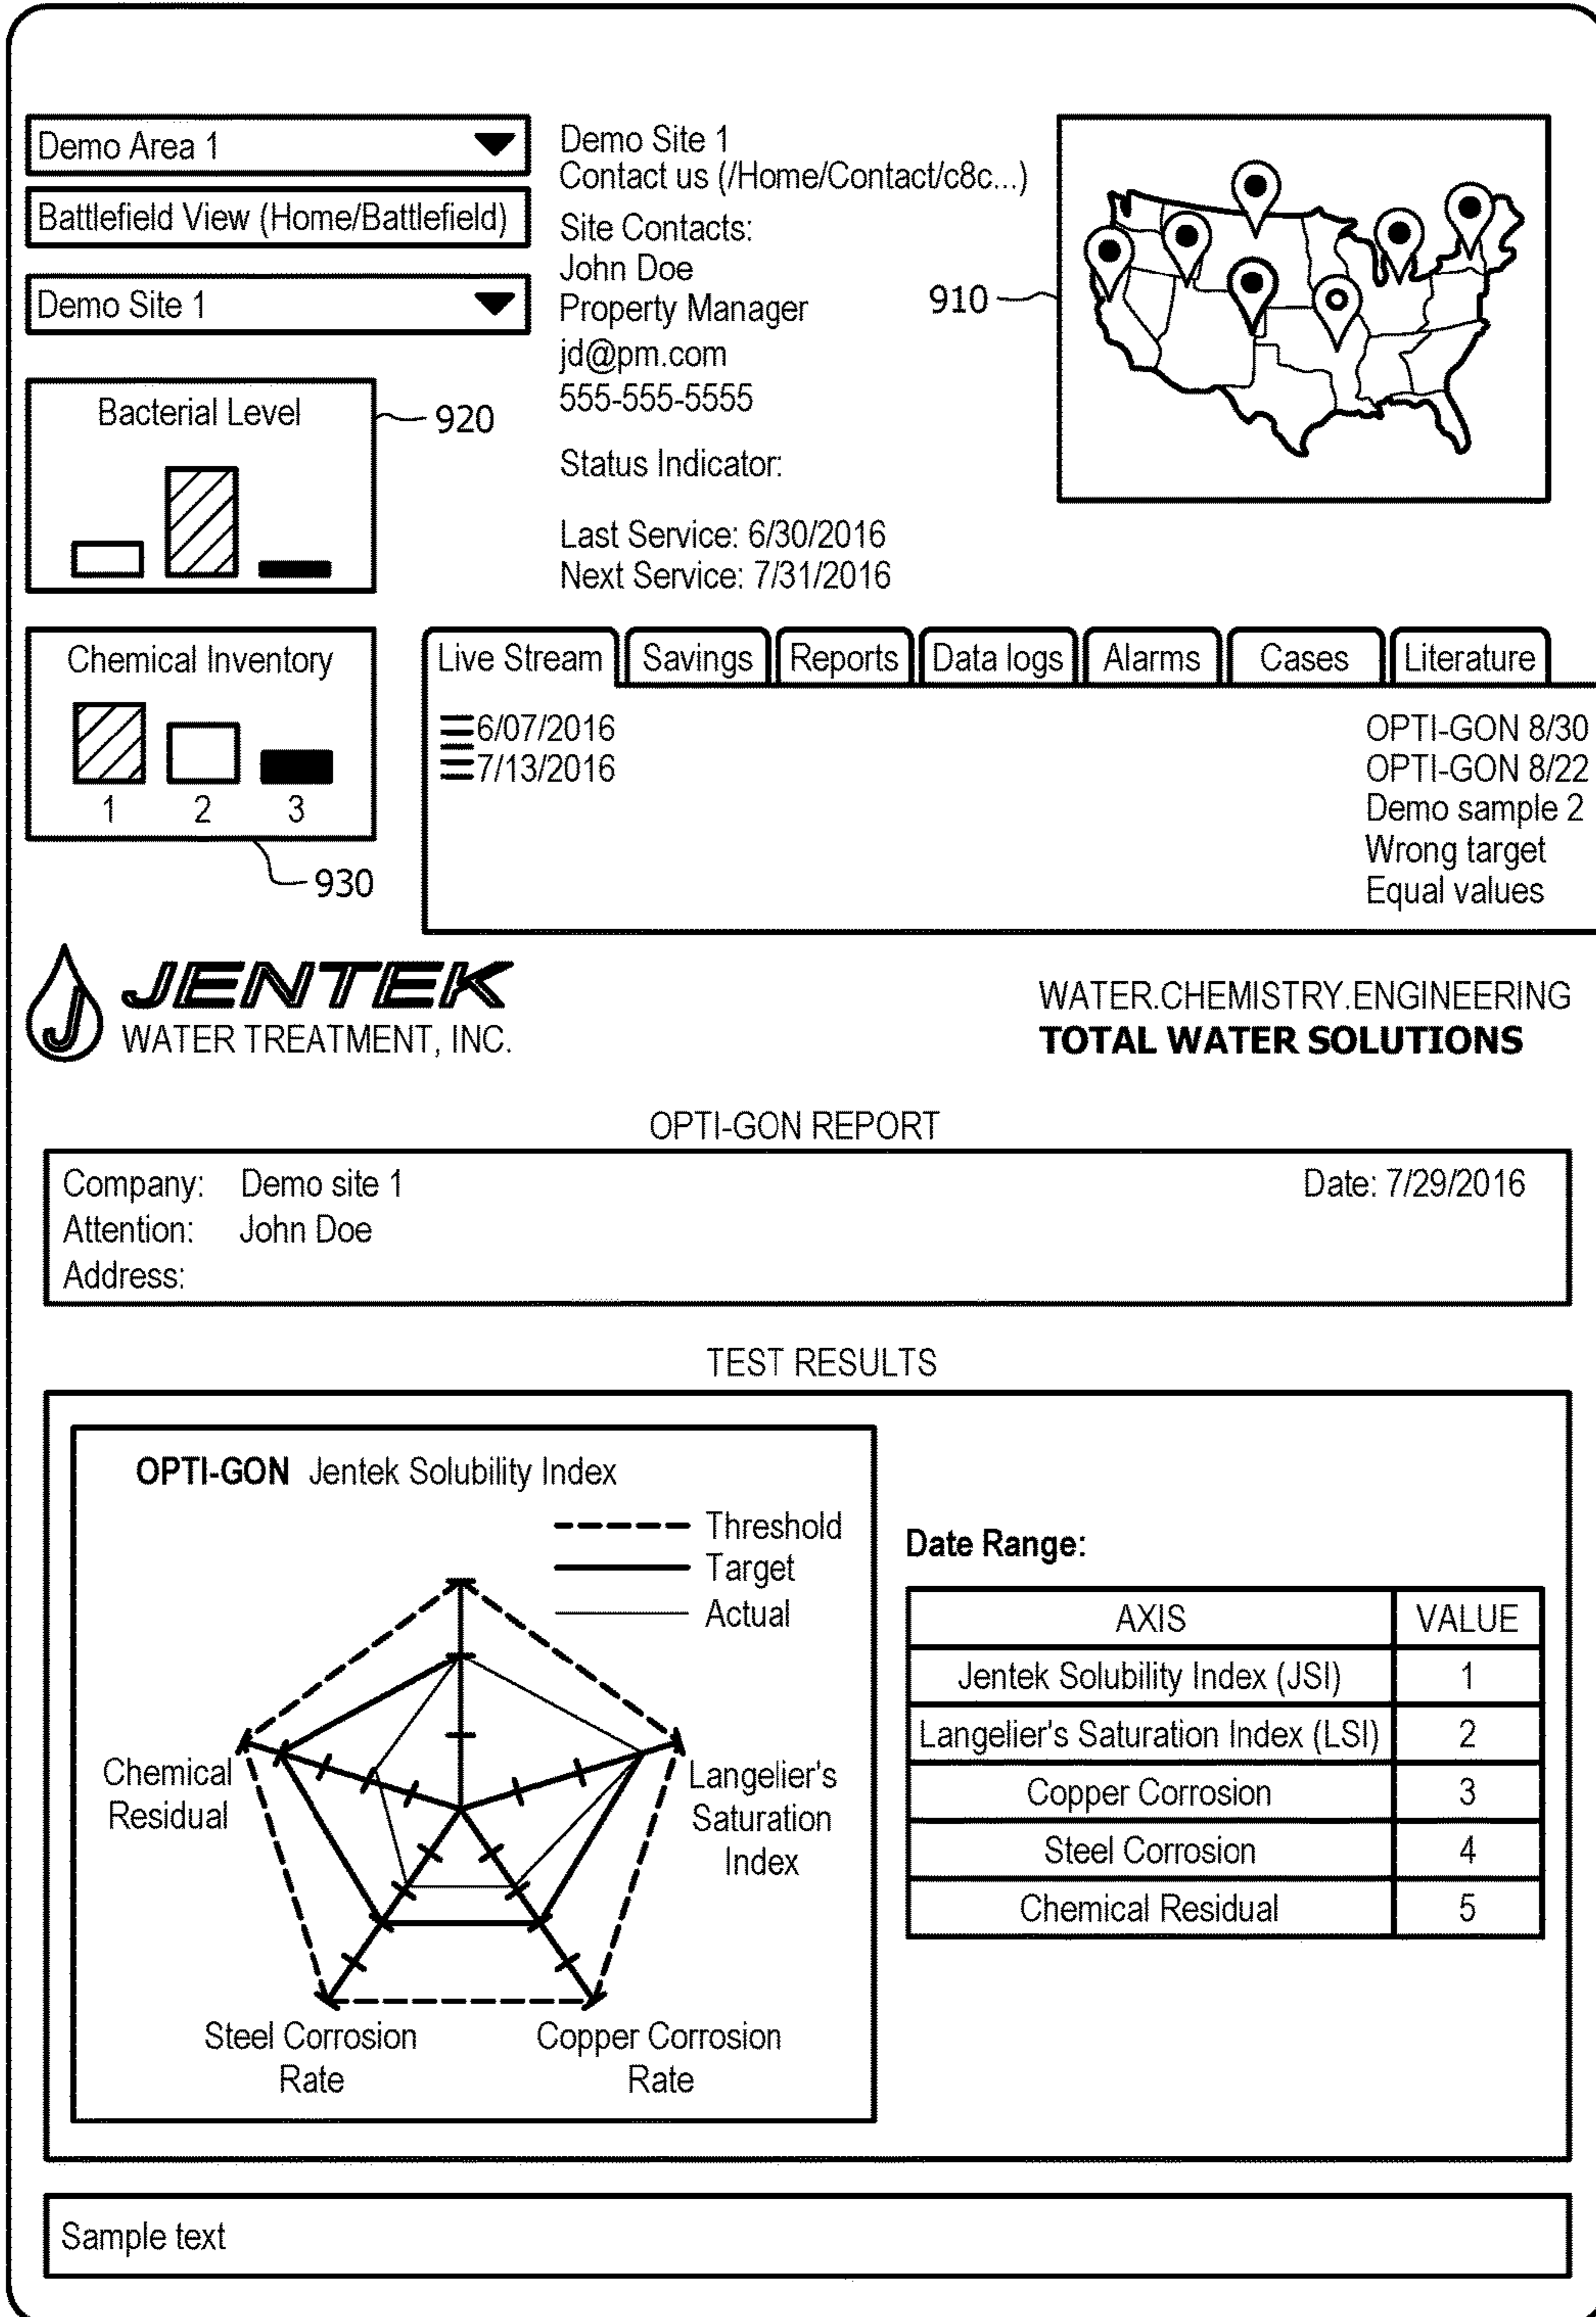 Demo Area 1
Battlefield View (Home/Battlefield)
Demo Site 1
Demo Site 1
Contact us (/Home/Contact/c8c...)
Site Contacts:
John Doe
Property Manager
jd@pm.com
555-555-5555
Status Indicator:
Last Service: 6/30/2016
Next Service: 7/31/2016
910
Bacterial Level
920
Chemical Inventory
1 2 3
930
Live Stream Savings Reports Data logs Alarms Cases Literature
6/07/2016
7/13/2016
OPTI-GON 8/30
OPTI-GON 8/22
Demo sample 2
Wrong target
Equal values
J JENTEK
WATER TREATMENT, INC.
WATER.CHEMISTRY.ENGINEERING
TOTAL WATER SOLUTIONS
OPTI-GON REPORT
Company: Demo site 1 Date: 7/29/2016
Attention: John Doe
Address:
TEST RESULTS
OPTI-GON Jentek Solubility Index
Threshold
Target
Actual
Chemical
Residual
Langelier's
Saturation
Index
Steel Corrosion
Rate
Copper Corrosion
Rate
Date Range:
AXIS VALUE
Jentek Solubility Index (JSI) 1
Langelier's Saturation Index (LSI) 2
Copper Corrosion 3
Steel Corrosion 4
Chemical Residual 5
Sample text